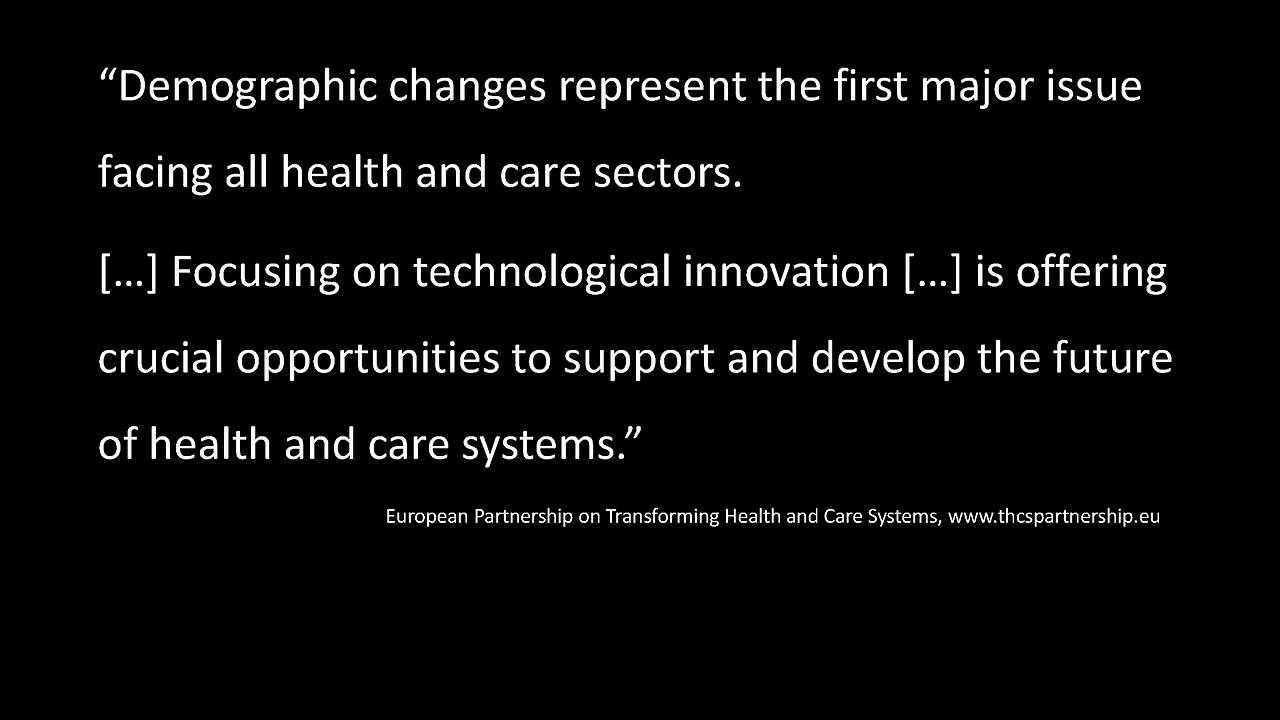 “Demographic changes represent the first major issue
facing all health and care sectors.
[…] Focusing on technological innovation […] is offering
crucial opportunities to support and develop the future
of health and care systems.”
European Partnership on Transforming Health and Care Systems, www.thcspartnership.eu